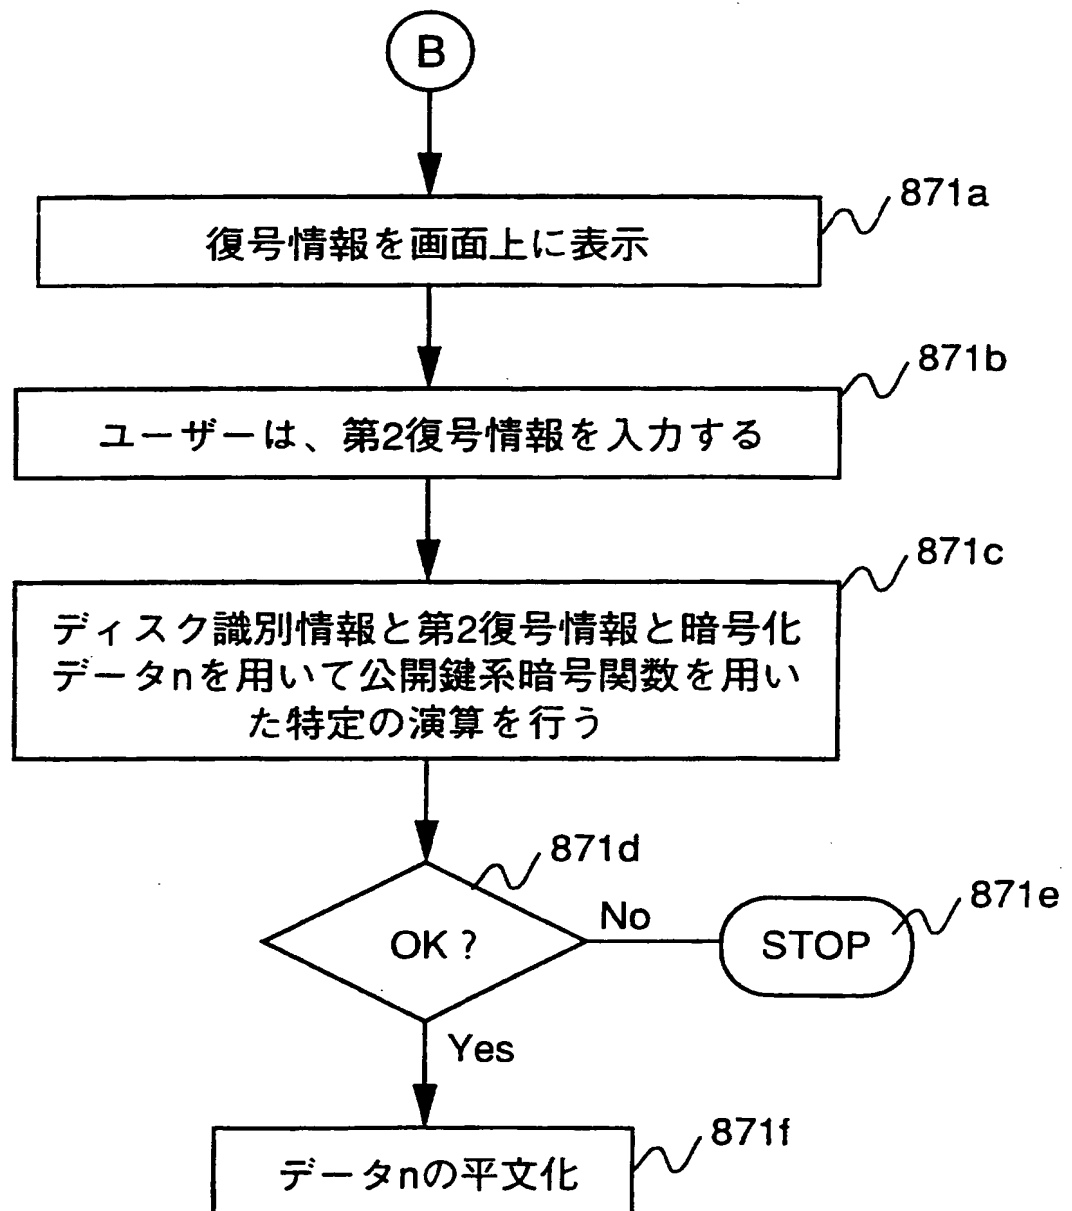 B
871a
復号情報を画面上に表示
871b
ユーザーは、第2復号情報を入力する
871c
ディスク識別情報と第2復号情報と暗号化
データnを用いて公開鍵系暗号関数を用い
た特定の演算を行う
871d
OK?
No
871e
STOP
Yes
871f
データnの平文化